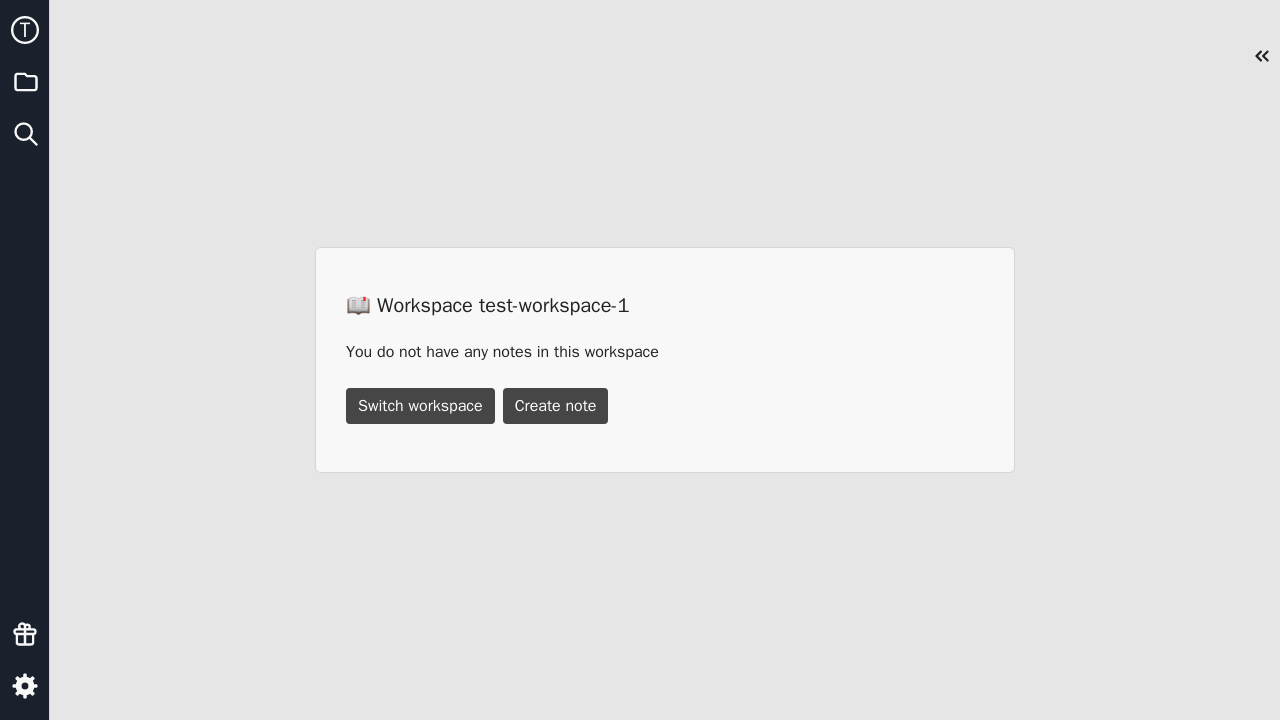 T
Workspace test-workspace-1
You do not have any notes in this workspace
Switch workspace Create note